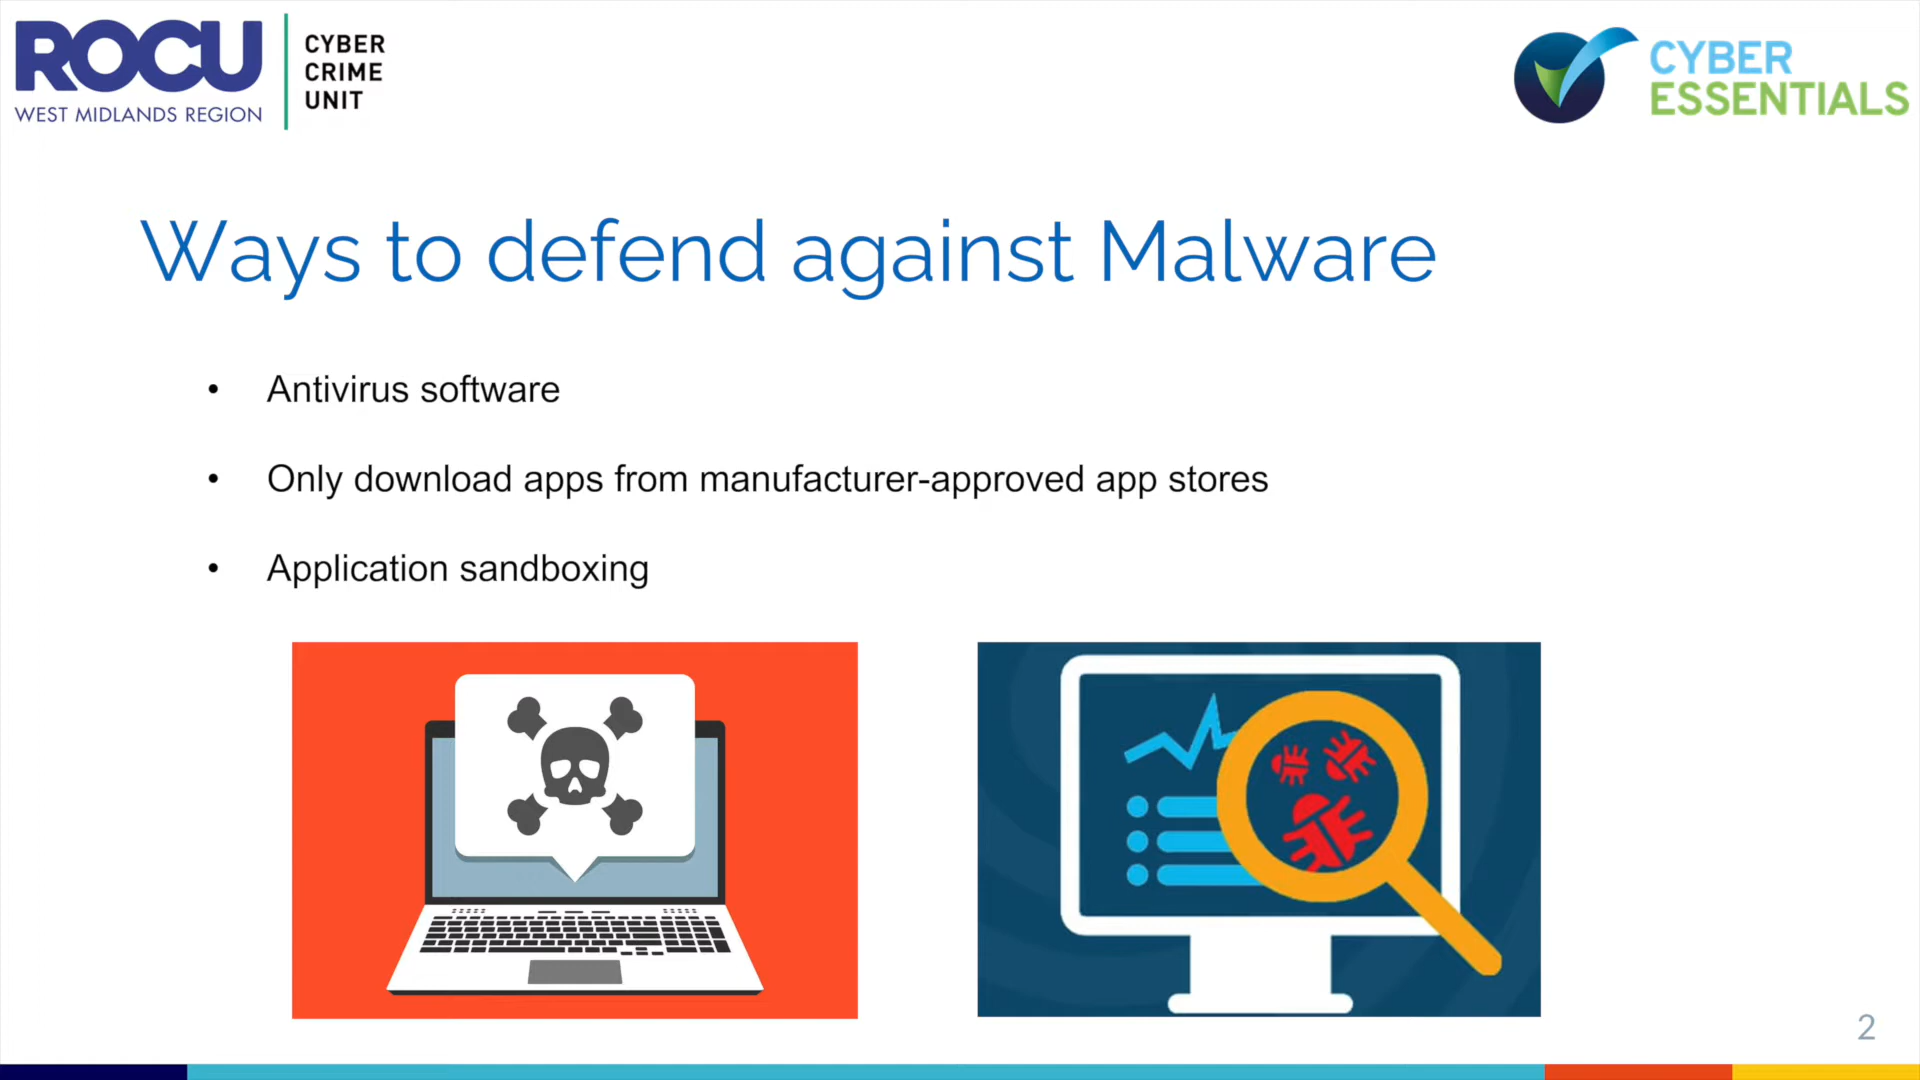 ROCU
WEST MIDLANDS REGION
CYBER
CRIME
UNIT
CYBER
ESSENTIALS
Ways to defend against Malware
• Antivirus software
• Only download apps from manufacturer-approved app stores
• Application sandboxing
2